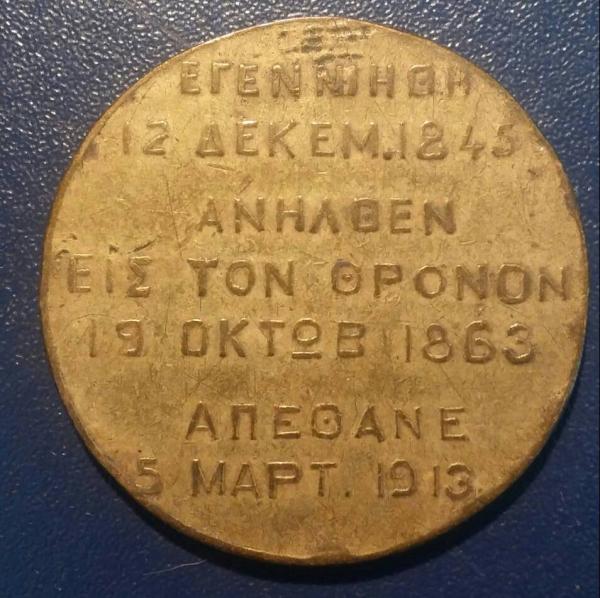 ΕΓΕΝΝΗΘΗ
12 ΔΕΚΕΜ. 1845
ΑΝΗΛΘΕΝ
ΕΙΣ ΤΟΝ ΘΡΟΝΟΝ
19 ΟΚΤΩΒ 1863
ΑΠΕΘΑΝΕ
5 ΜΑΡΤ. 1913